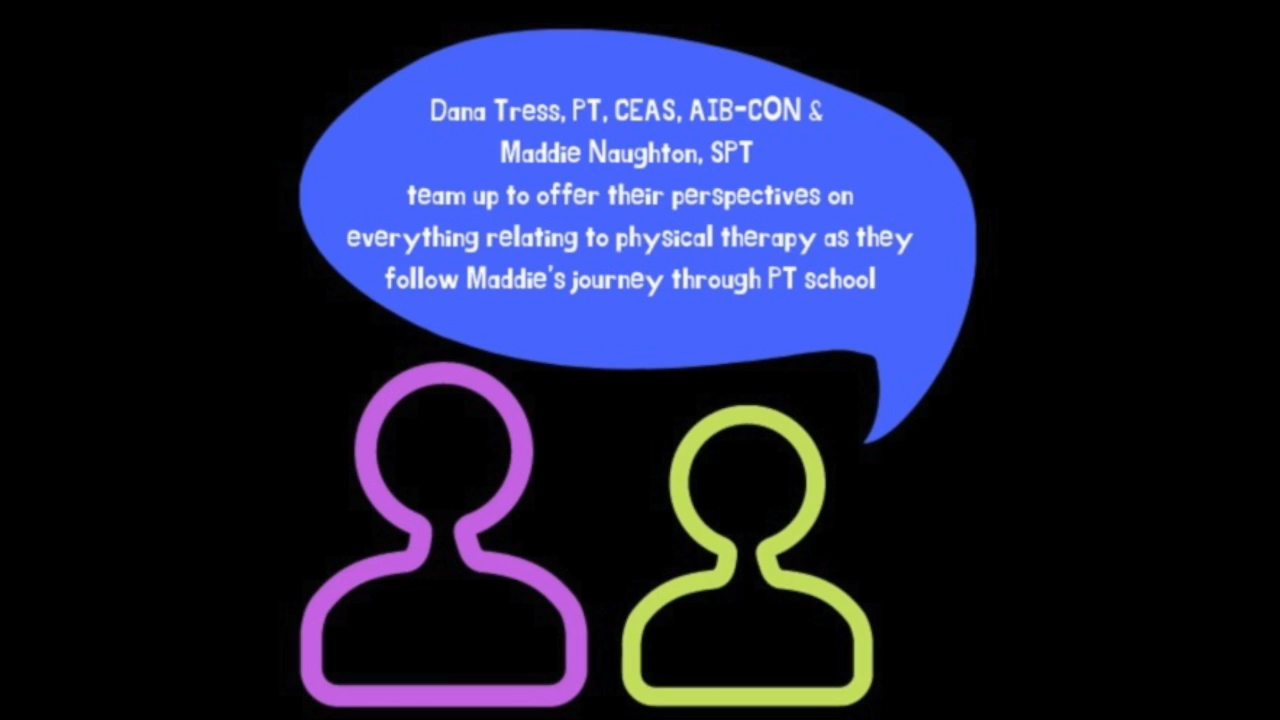 Dana Tress, PT, CEAS, AIB-CON &
Maddie Naughton, SPT
team up to offer their perspectives on
everything relating to physical therapy as they
follow Maddie's journey through PT school